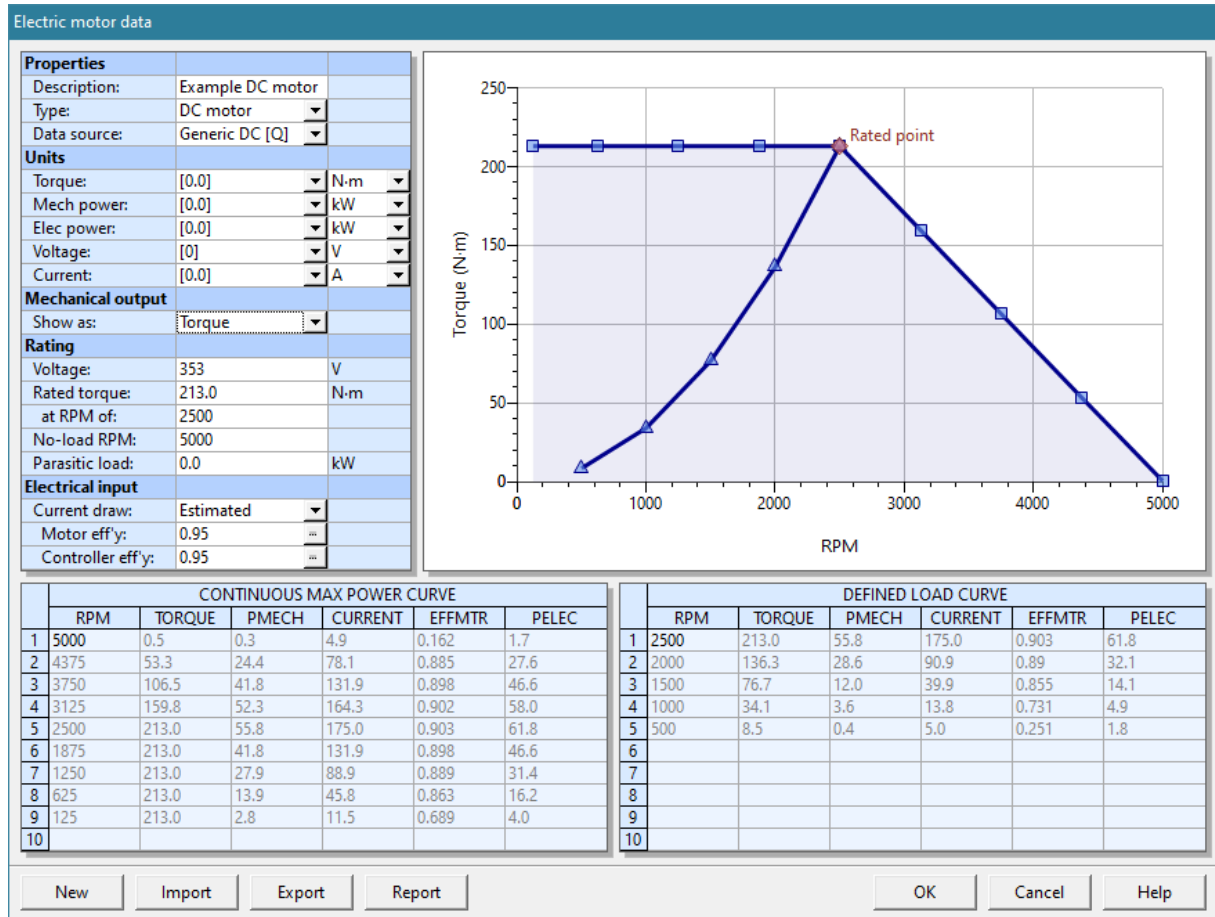 Electric motor data
Properties
Description: Example DC motor
Type: DC motor
Data source: Generic DC [Q]
Units
Torque: [0.0] N·m
Mech power: [0.0] kW
Elec power: [0.0] kW
Voltage: [0] V
Current: [0.0] A
Mechanical output
Show as: Torque
Rating
Voltage: 353 V
Rated torque: 213.0 N·m
at RPM of: 2500
No-load RPM: 5000
Parasitic load: 0.0 kW
Electrical input
Current draw: Estimated
Motor eff'y: 0.95 ...
Controller eff'y: 0.95 ...
Torque (N·m)
250
200
150
100
50
0
Rated point
0 1000 2000 3000 4000 5000
RPM
CONTINUOUS MAX POWER CURVE
RPM TORQUE PMECH CURRENT EFFMTR PELEC
1 5000 0.5 0.3 4.9 0.162 1.7
2 4375 53.3 24.4 78.1 0.885 27.6
3 3750 106.5 41.8 131.9 0.898 46.6
4 3125 159.8 52.3 164.3 0.902 58.0
5 2500 213.0 55.8 175.0 0.903 61.8
6 1875 213.0 41.8 131.9 0.898 46.6
7 1250 213.0 27.9 88.9 0.889 31.4
8 625 213.0 13.9 45.8 0.863 16.2
9 125 213.0 2.8 11.5 0.689 4.0
10
DEFINED LOAD CURVE
RPM TORQUE PMECH CURRENT EFFMTR PELEC
1 2500 213.0 55.8 175.0 0.903 61.8
2 2000 136.3 28.6 90.9 0.89 32.1
3 1500 76.7 12.0 39.9 0.855 14.1
4 1000 34.1 3.6 13.8 0.731 4.9
5 500 8.5 0.4 5.0 0.251 1.8
6
7
8
9
10
New Import Export Report OK Cancel Help